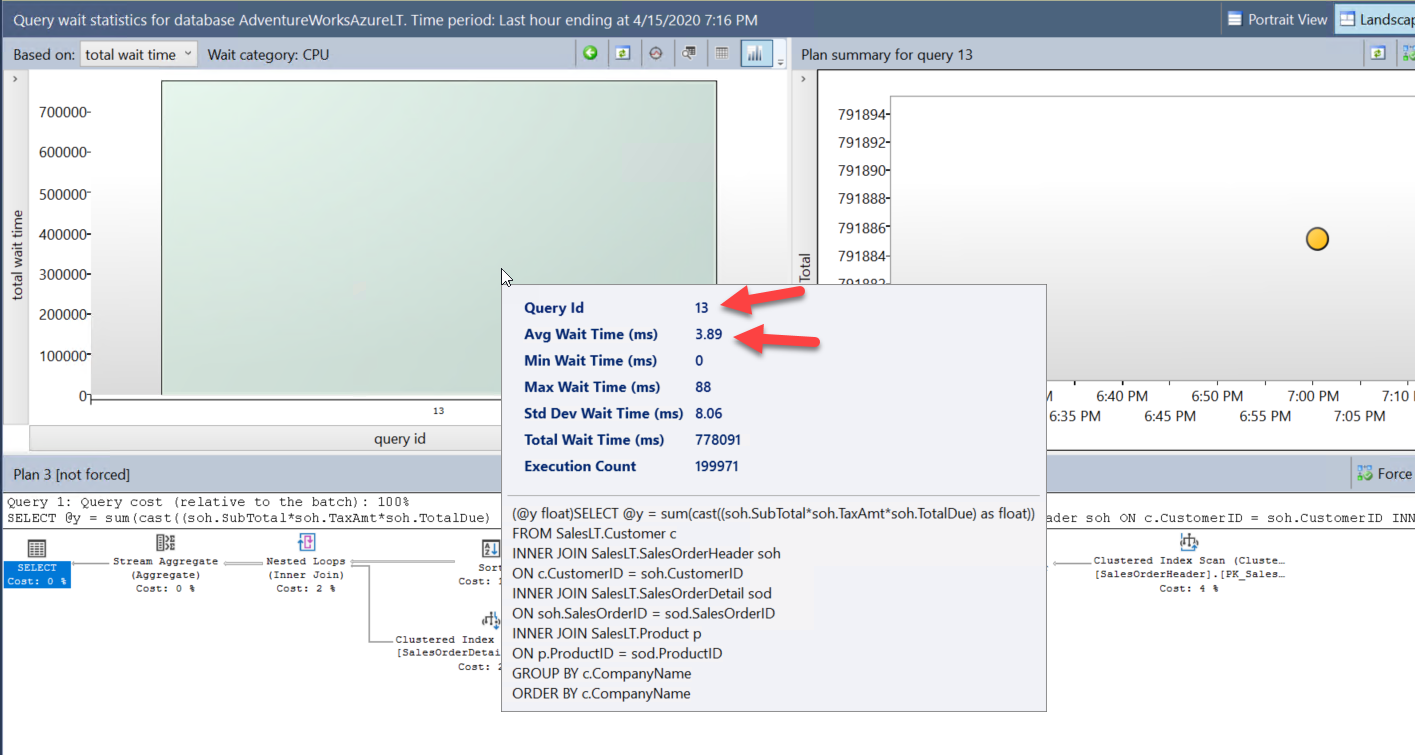 Query wait statistics for database AdventureWorksAzureLT. Time period: Last hour ending at 4/15/2020 7:16 PM
Portrait View
Landscap
Based on: total wait time
Wait category: CPU
Plan summary for query 13
700000
600000
500000
400000
300000
200000
100000
0
total wait time
13
query id
791894
791892
791890
791888
791886
791884
Total
6:40 PM 6:50 PM 7:00 PM 7:10
6:35 PM 6:45 PM 6:55 PM 7:05 PM
Query Id 13
Avg Wait Time (ms) 3.89
Min Wait Time (ms) 0
Max Wait Time (ms) 88
Std Dev Wait Time (ms) 8.06
Total Wait Time (ms) 778091
Execution Count 199971
(@y float)SELECT @y = sum(cast((soh.SubTotal*soh.TaxAmt*soh.TotalDue) as float))
FROM SalesLT.Customer c
INNER JOIN SalesLT.SalesOrderHeader soh
ON c.CustomerID = soh.CustomerID
INNER JOIN SalesLT.SalesOrderDetail sod
ON soh.SalesOrderID = sod.SalesOrderID
INNER JOIN SalesLT.Product p
ON p.ProductID = sod.ProductID
GROUP BY c.CompanyName
ORDER BY c.CompanyName
Plan 3 [not forced]
Force
Query 1: Query cost (relative to the batch): 100%
SELECT @y = sum(cast((soh.SubTotal*soh.TaxAmt*soh.TotalDue)
ader soh ON c.CustomerID = soh.CustomerID INN
SELECT
Cost: 0 %
Stream Aggregate
(Aggregate)
Cost: 0 %
Nested Loops
(Inner Join)
Cost: 2 %
Sort
Cost:
Clustered Index
[SalesOrderDetai
Cost: 2
Clustered Index Scan (Cluste…
[SalesOrderHeader].[PK_Sales…
Cost: 4 %